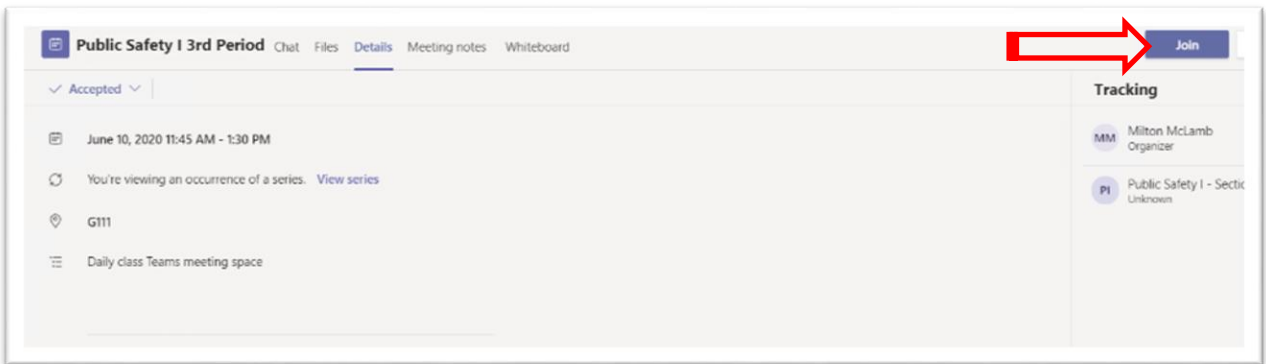 Public Safety I 3rd Period Chat Files Details Meeting notes Whiteboard Join
Accepted
Tracking
June 10, 2020 11:45 AM - 1:30 PM
MM Milton McLamb
Organizer
You're viewing an occurrence of a series. View series
PI Public Safety I - Sectio
Unknown
G111
Daily class Teams meeting space